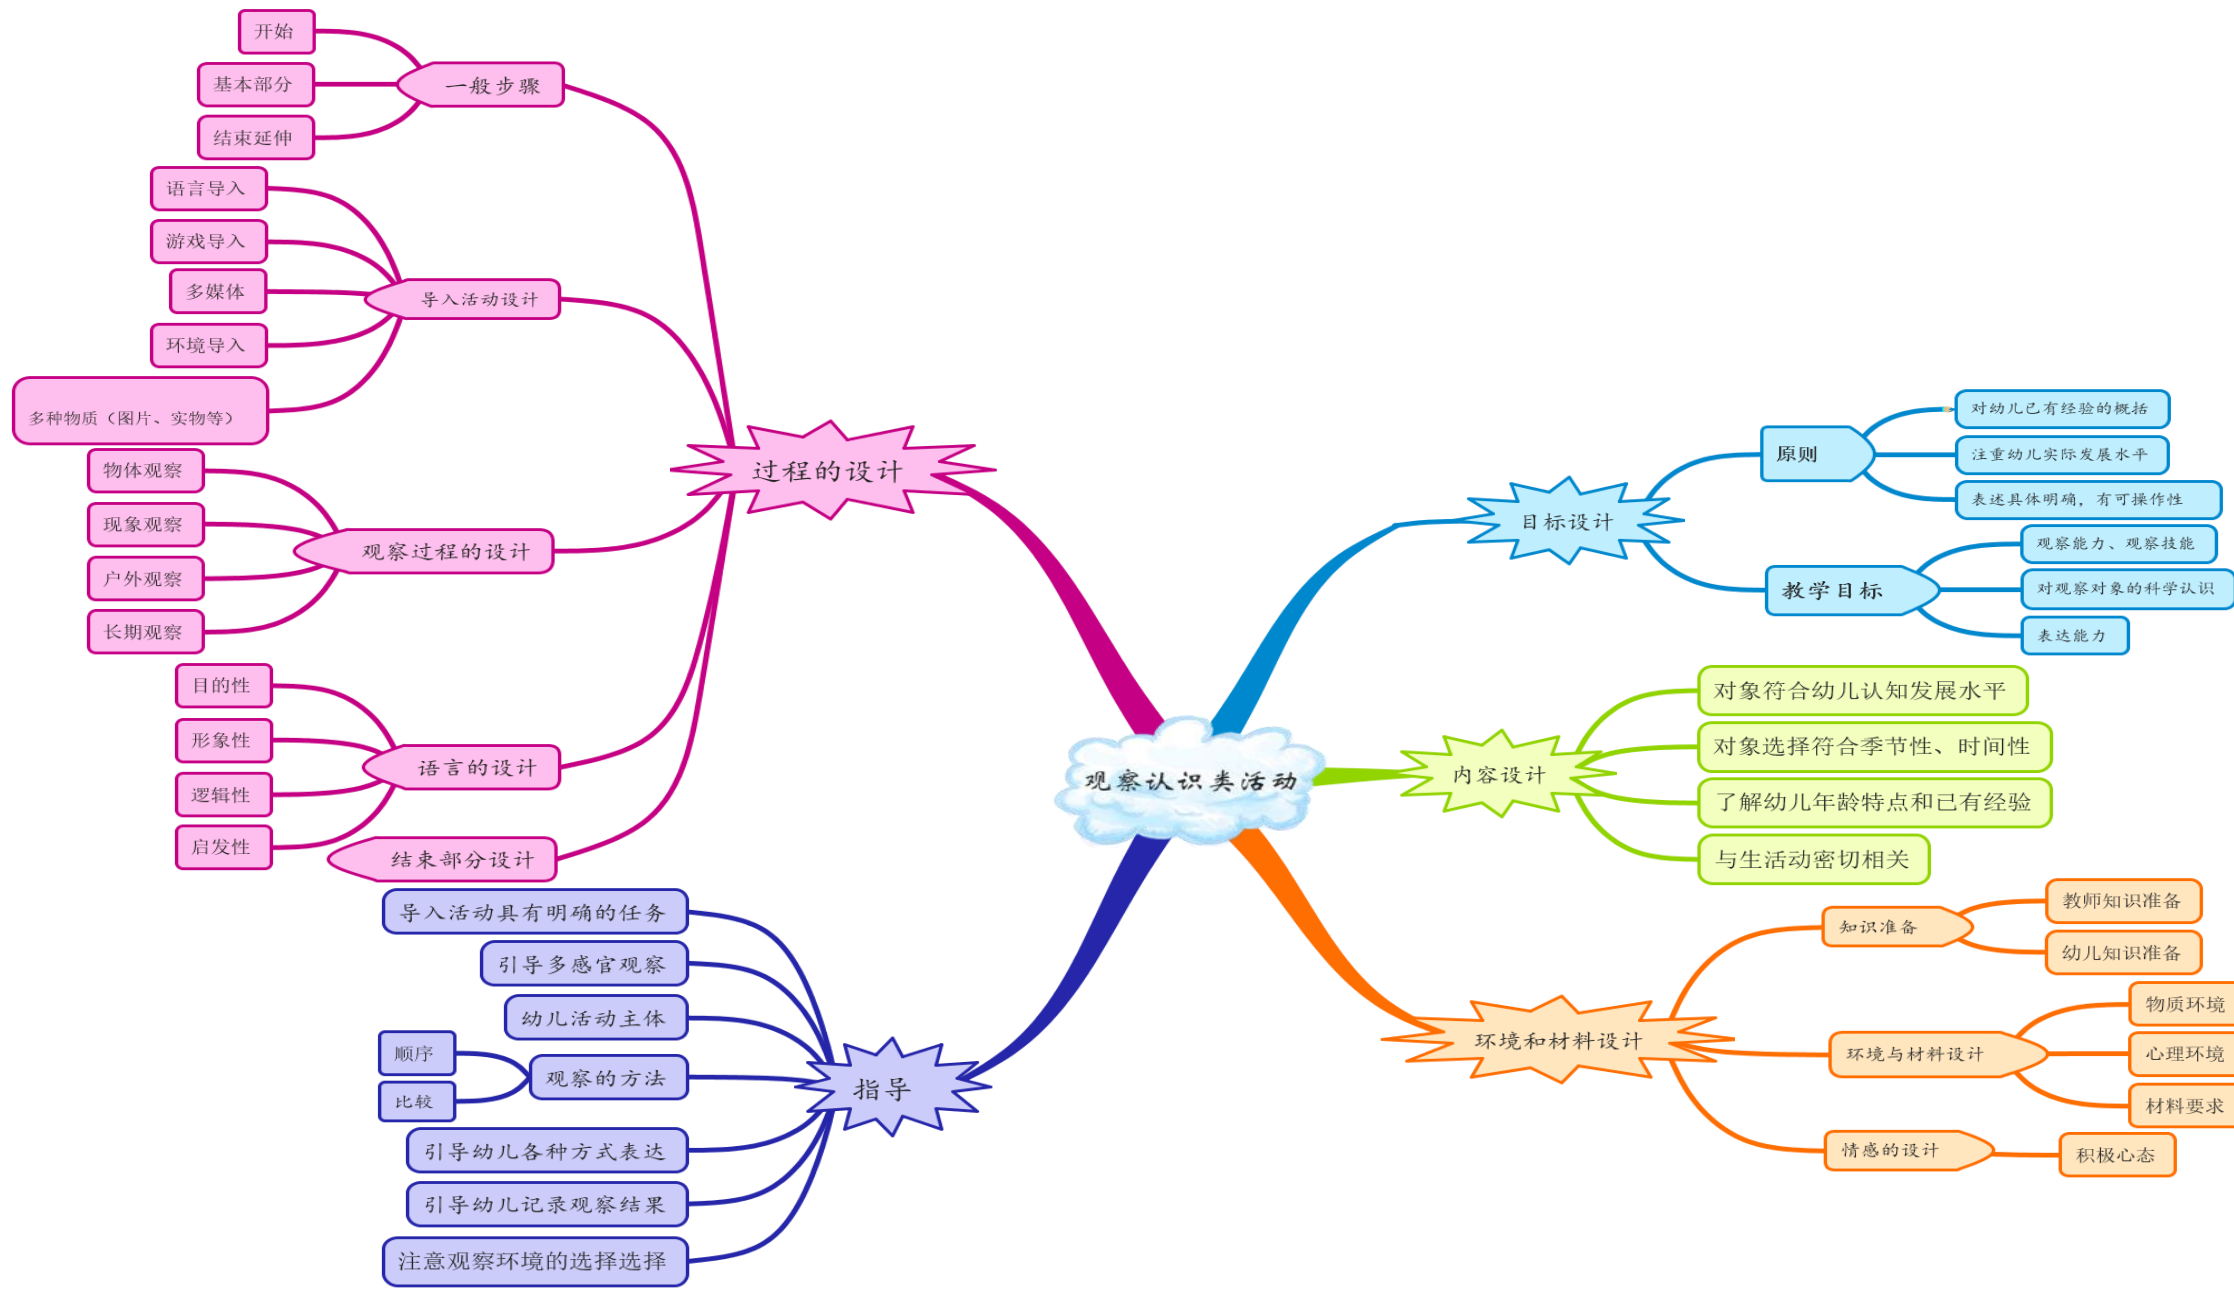 观察认识类活动
过程的设计
一般步骤
开始
基本部分
结束延伸
导入活动设计
语言导入
游戏导入
多媒体
环境导入
多种物质（图片、实物等）
观察过程的设计
物体观察
现象观察
户外观察
长期观察
语言的设计
目的性
形象性
逻辑性
启发性
结束部分设计
指导
导入活动具有明确的任务
引导多感官观察
幼儿活动主体
观察的方法
顺序
比较
引导幼儿各种方式表达
引导幼儿记录观察结果
注意观察环境的选择选择
目标设计
原则
对幼儿已有经验的概括
注重幼儿实际发展水平
表述具体明确，有可操作性
教学目标
观察能力、观察技能
对观察对象的科学认识
表达能力
内容设计
对象符合幼儿认知发展水平
对象选择符合季节性、时间性
了解幼儿年龄特点和已有经验
与生活动密切相关
环境和材料设计
知识准备
教师知识准备
幼儿知识准备
环境与材料设计
物质环境
心理环境
材料要求
情感的设计
积极心态